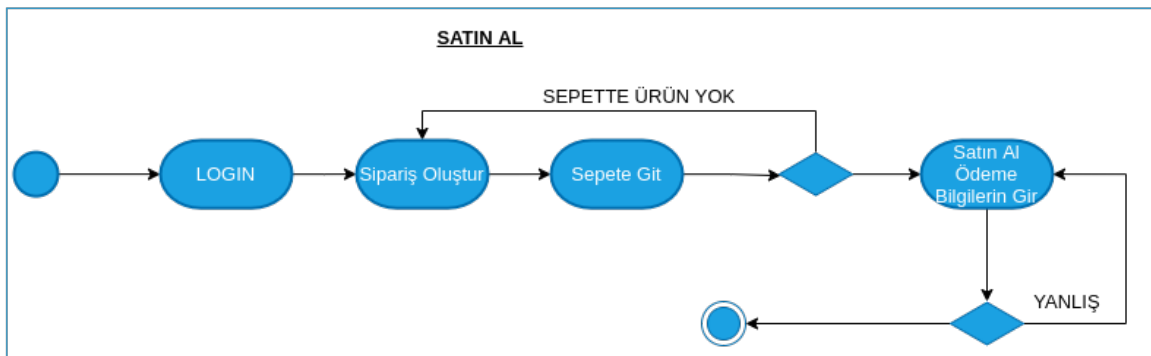 SATIN AL
SEPETTE ÜRÜN YOK
LOGIN
Sipariş Oluştur
Sepete Git
Satın Al
Ödeme
Bilgilerin Gir
YANLIŞ